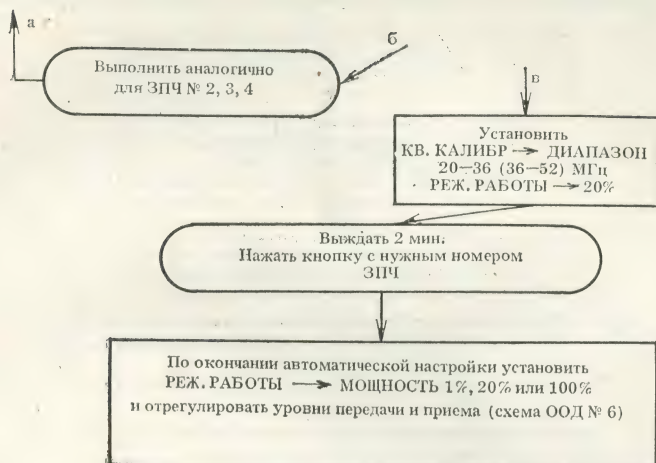 а
б
Выполнить аналогично
для ЗПЧ № 2, 3, 4
в
Установить
КВ. КАЛИБР → ДИАПАЗОН
20—36 (36—52) МГц
РЕЖ. РАБОТЫ → 20%
Выждать 2 мин.
Нажать кнопку с нужным номером
ЗПЧ
По окончании автоматической настройки установить
РЕЖ. РАБОТЫ → МОЩНОСТЬ 1%, 20% или 100%
и отрегулировать уровни передачи и приема (схема ООД № 6)